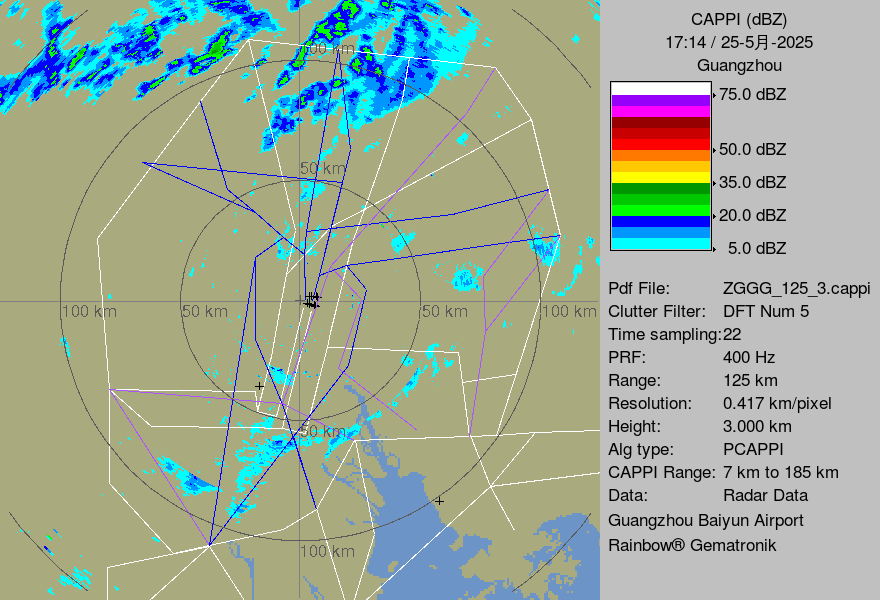 CAPPI (dBZ)
17:14 / 25-5月-2025
Guangzhou
75.0 dBZ
50.0 dBZ
35.0 dBZ
20.0 dBZ
5.0 dBZ
Pdf File: ZGGG_125_3.cappi
Clutter Filter: DFT Num 5
Time sampling:22
PRF: 400 Hz
Range: 125 km
Resolution: 0.417 km/pixel
Height: 3.000 km
Alg type: PCAPPI
CAPPI Range: 7 km to 185 km
Data: Radar Data
Guangzhou Baiyun Airport
Rainbow® Gematronik
100 km
50 km
100 km
50 km
50 km
100 km
50 km
100 km